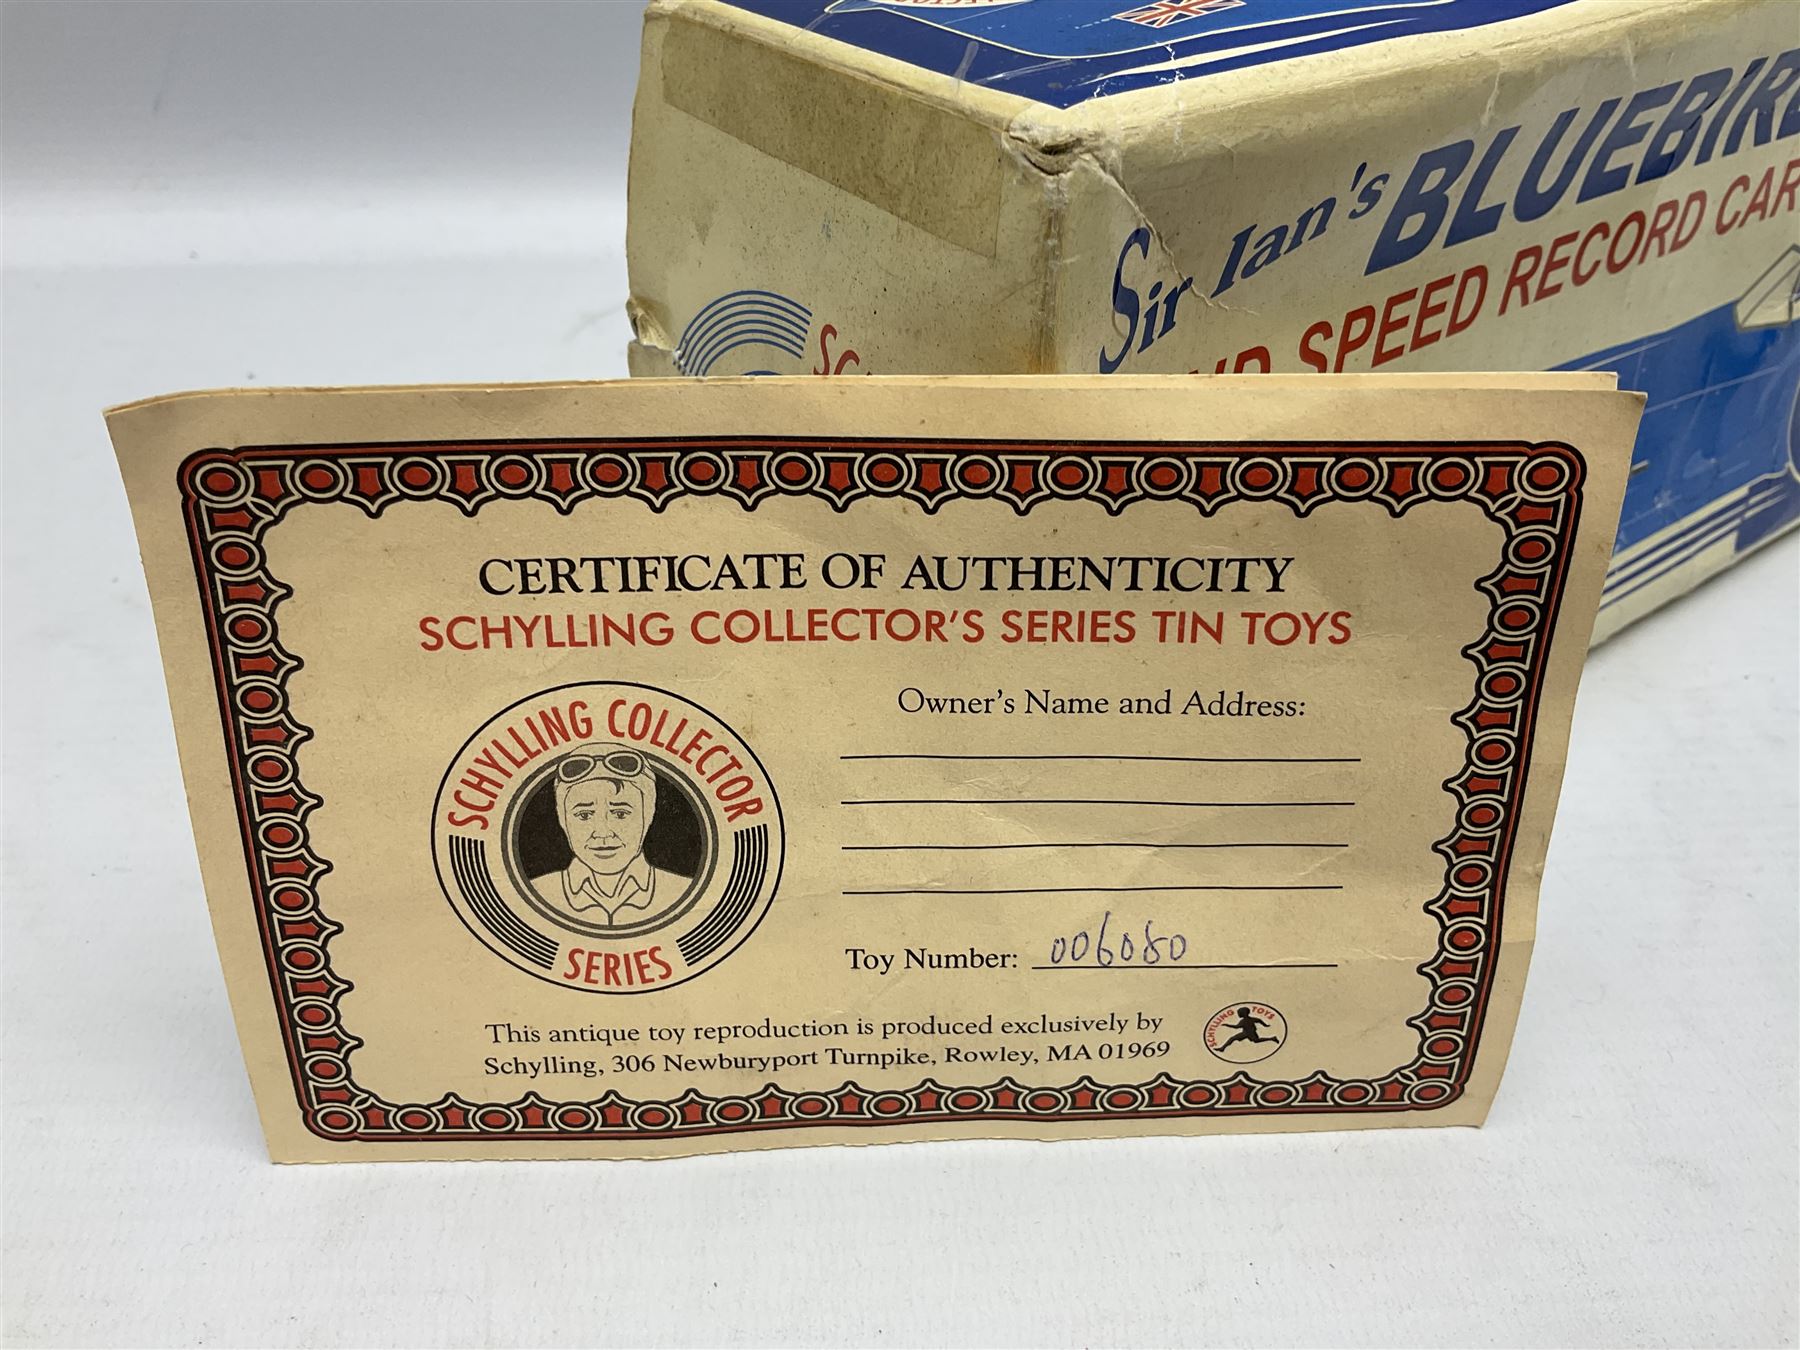 Sir Ian's BLUEBIRD
SPEED RECORD CAR
CERTIFICATE OF AUTHENTICITY
SCHYLLING COLLECTOR'S SERIES TIN TOYS
SCHYLLING COLLECTOR
SERIES
Owner's Name and Address:
Toy Number: 006080
This antique toy reproduction is produced exclusively by
Schylling, 306 Newburyport Turnpike, Rowley, MA 01969
SCHYLLING TOYS